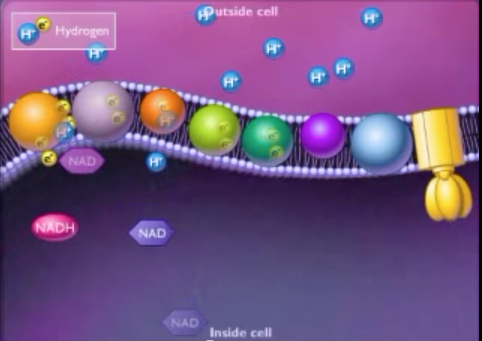 Outside cell
H⁺ e⁻ Hydrogen
H⁺
H⁺
H⁺
H⁺
H⁺
H⁺
H⁺
e⁻
e⁻
e⁻
e⁻
H⁺
e⁻
e⁻
e⁻
e⁻
H⁺
e⁻
NAD
H⁺
NADH
NAD
NAD
Inside cell